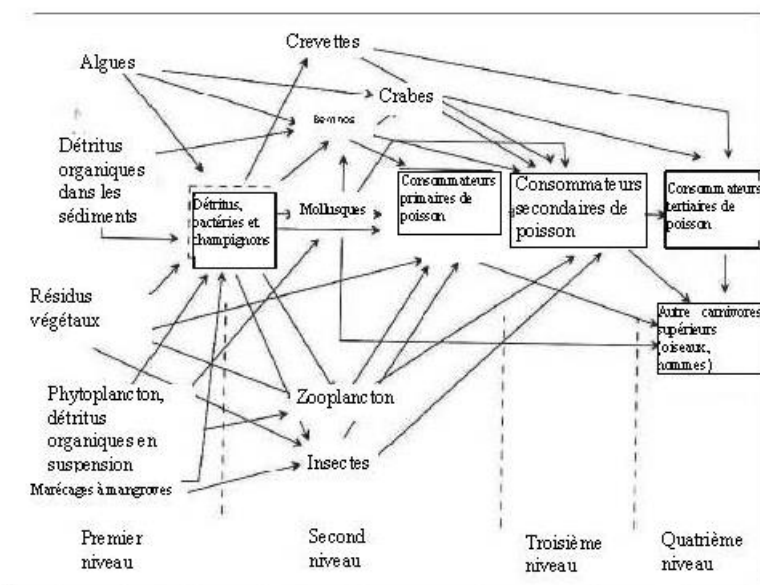 Crevettes
Algues
Crabes
Détritus
organiques
dans les
sédiments
Détritus,
bactéries et
champignons
Mollusques
Consommateurs
primaires de
poisson
Consommateurs
secondaires de
poisson
Consommateurs
tertiaires de
poisson
Résidus
végétaux
Autre carnivores
supérieurs
(oiseaux,
hommes)
Phytoplancton,
détritus
organiques en
suspension
Zooplancton
Insectes
Marécages à mangroves
Premier
niveau
Second
niveau
Troisième
niveau
Quatrième
niveau